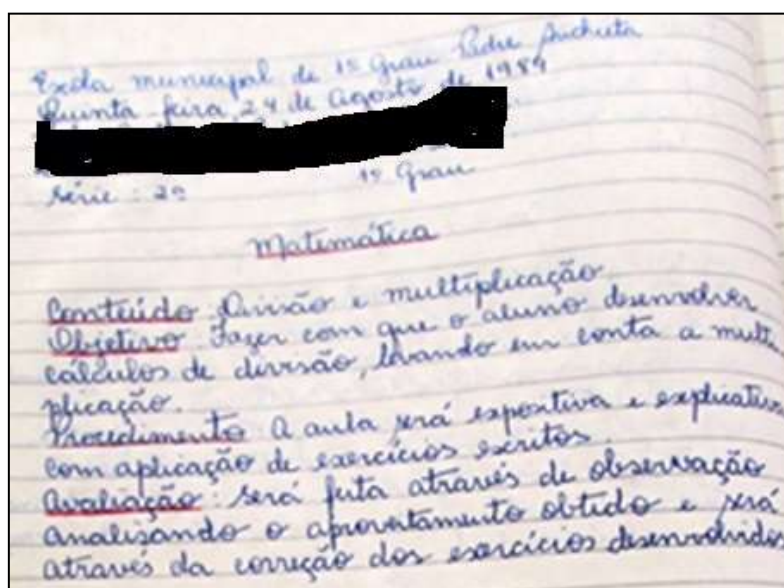 Escola municipal de 1º Grau Padre Anchieta
Quinta-feira, 24 de Agosto de 1989
série: 2ª 1º Grau
Matemática
Conteúdo Divisão e multiplicação.
Objetivo Fazer com que o aluno desenvolver
cálculos de divisão, levando em conta a multi
plicação.
Procedimento A aula será expositiva e explicativa
com aplicação de exercícios escritos.
Avaliação: será feita através de observação
analisando o aproveitamento obtido e será
através da correção dos exercícios desenvolvidos